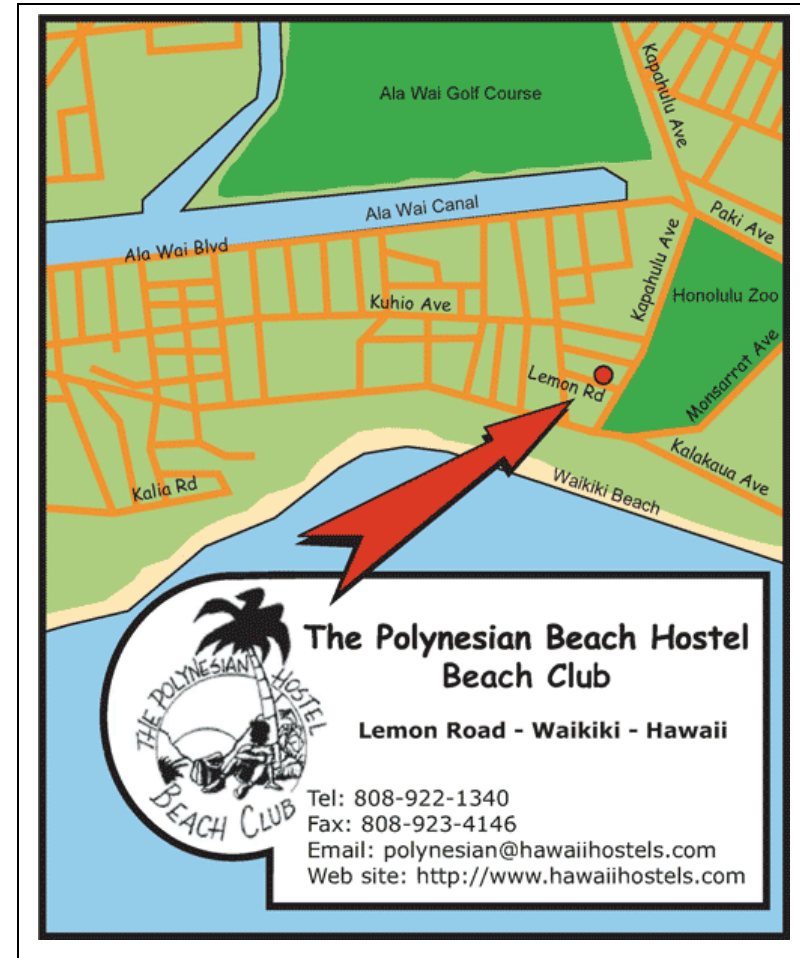 Kapahulu Ave
Ala Wai Golf Course
Ala Wai Canal
Paki Ave
Ala Wai Blvd
Kapahulu Ave
Honolulu Zoo
Kuhio Ave
Monsarrat Ave
Lemon Rd
Kalakaua Ave
Kalia Rd
Waikiki Beach
THE POLYNESIAN HOSTEL
BEACH CLUB
The Polynesian Beach Hostel
Beach Club
Lemon Road - Waikiki - Hawaii
Tel: 808-922-1340
Fax: 808-923-4146
Email: polynesian@hawaiihostels.com
Web site: http://www.hawaiihostels.com